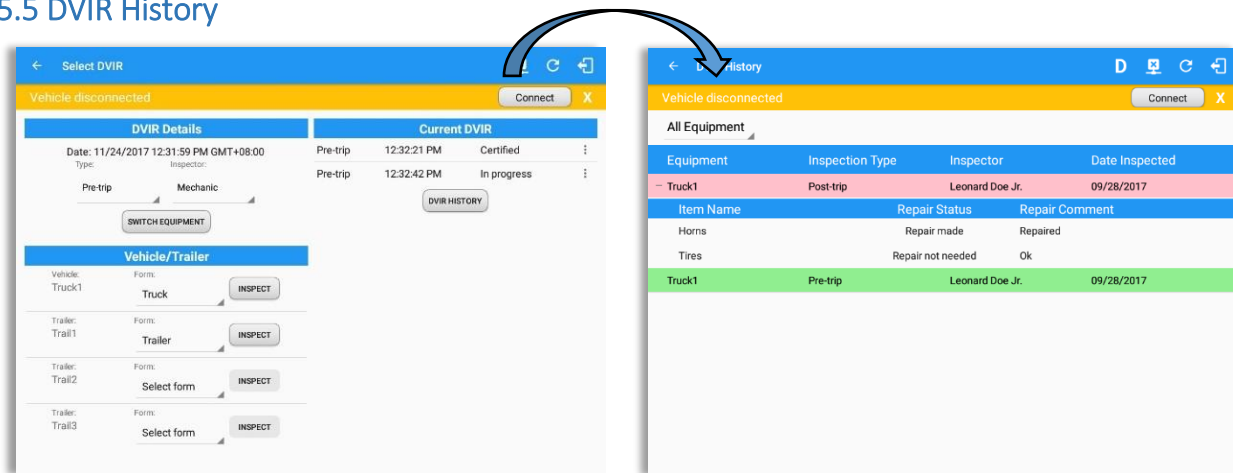 5.5 DVIR History
Select DVIR
Vehicle disconnected
Connect X
DVIR Details
Date: 11/24/2017 12:31:59 PM GMT+08:00
Type: Inspector:
Pre-trip Mechanic
SWITCH EQUIPMENT
Vehicle/Trailer
Vehicle: Form:
Truck1 Truck INSPECT
Trailer: Form:
Trail1 Trailer INSPECT
Trailer: Form:
Trail2 Select form INSPECT
Trailer: Form:
Trail3 Select form INSPECT
Current DVIR
Pre-trip 12:32:21 PM Certified
Pre-trip 12:32:42 PM In progress
DVIR HISTORY
History D
Vehicle disconnected
Connect X
All Equipment
Equipment Inspection Type Inspector Date Inspected
− Truck1 Post-trip Leonard Doe Jr. 09/28/2017
Item Name Repair Status Repair Comment
Horns Repair made Repaired
Tires Repair not needed Ok
Truck1 Pre-trip Leonard Doe Jr. 09/28/2017